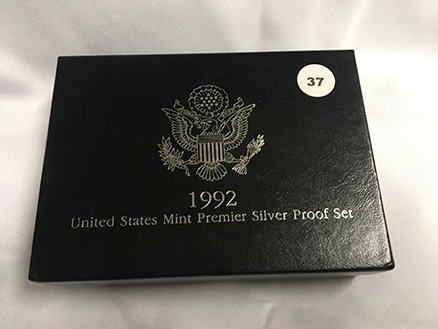 37
1992
United States Mint Premier Silver Proof Set